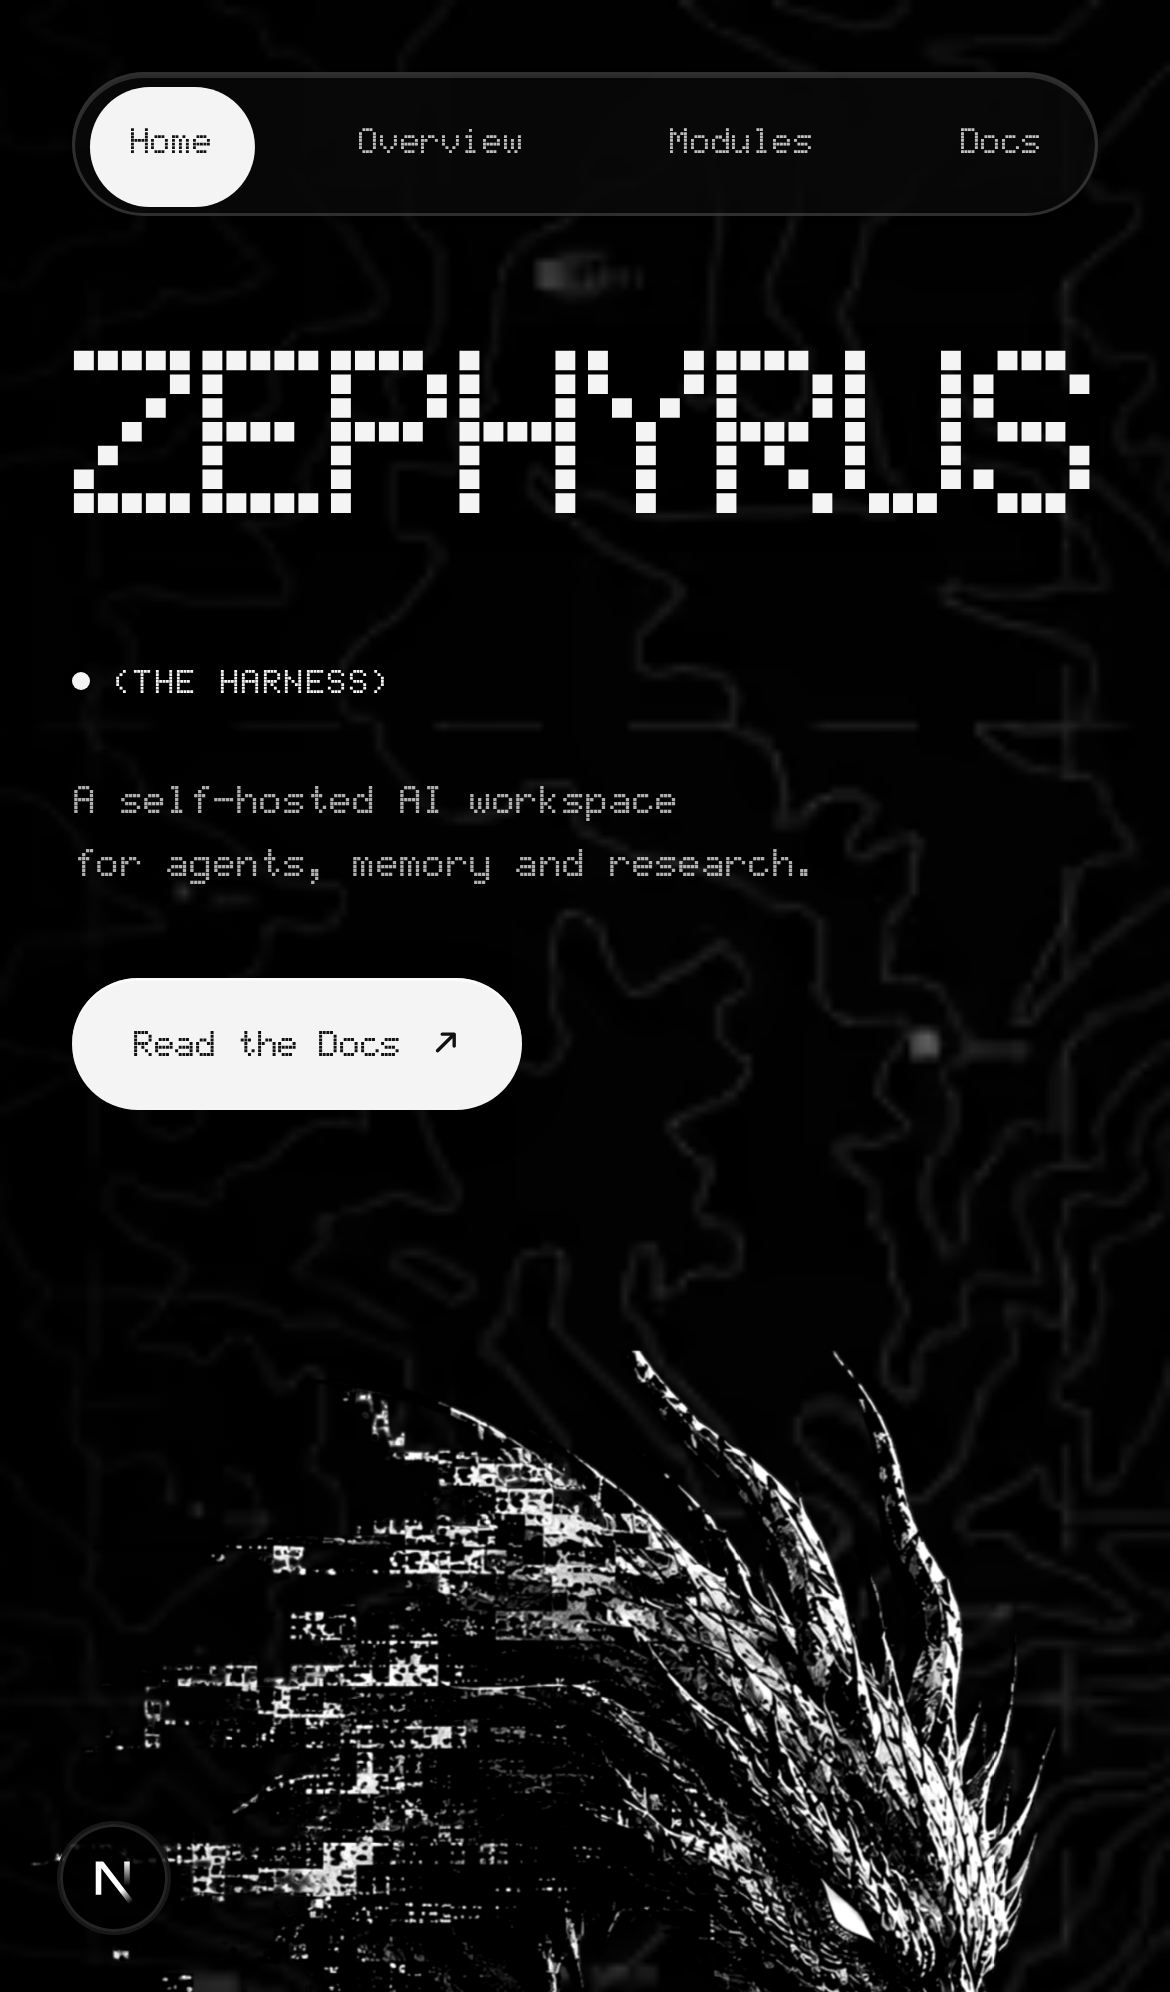 Home Overview Modules Docs
ZEPHYRUS
(THE HARNESS)
A self-hosted AI workspace
for agents, memory and research.
Read the Docs ↗
N